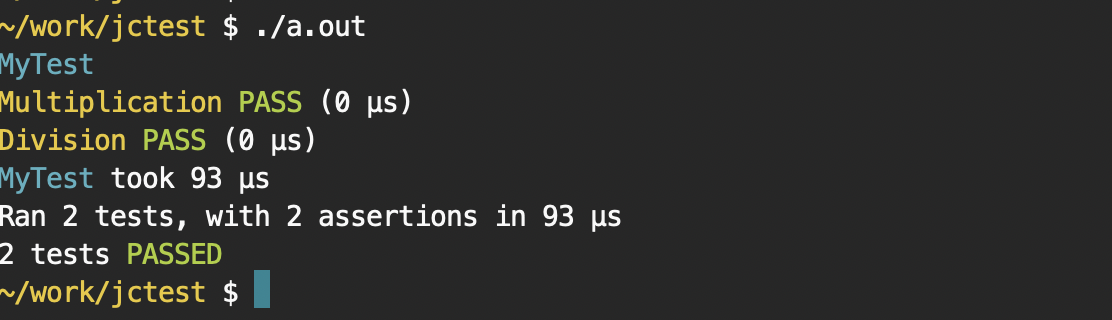 ~/work/jctest $ ./a.out
MyTest
Multiplication PASS (0 µs)
Division PASS (0 µs)
MyTest took 93 µs
Ran 2 tests, with 2 assertions in 93 µs
2 tests PASSED
~/work/jctest $